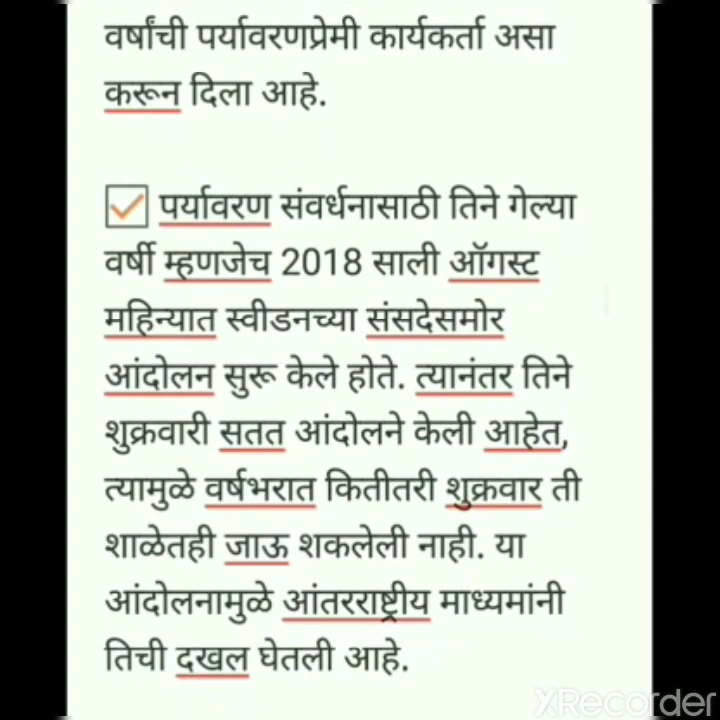 वर्षांची पर्यावरणप्रेमी कार्यकर्ता असा
करून दिला आहे.
पर्यावरण संवर्धनासाठी तिने गेल्या
वर्षी म्हणजेच 2018 साली ऑगस्ट
महिन्यात स्वीडनच्या संसदेसमोर
आंदोलन सुरू केले होते. त्यानंतर तिने
शुक्रवारी सतत आंदोलने केली आहेत,
त्यामुळे वर्षभरात कितीतरी शुक्रवार ती
शाळेतही जाऊ शकलेली नाही. या
आंदोलनामुळे आंतरराष्ट्रीय माध्यमांनी
तिची दखल घेतली आहे.
XRecorder